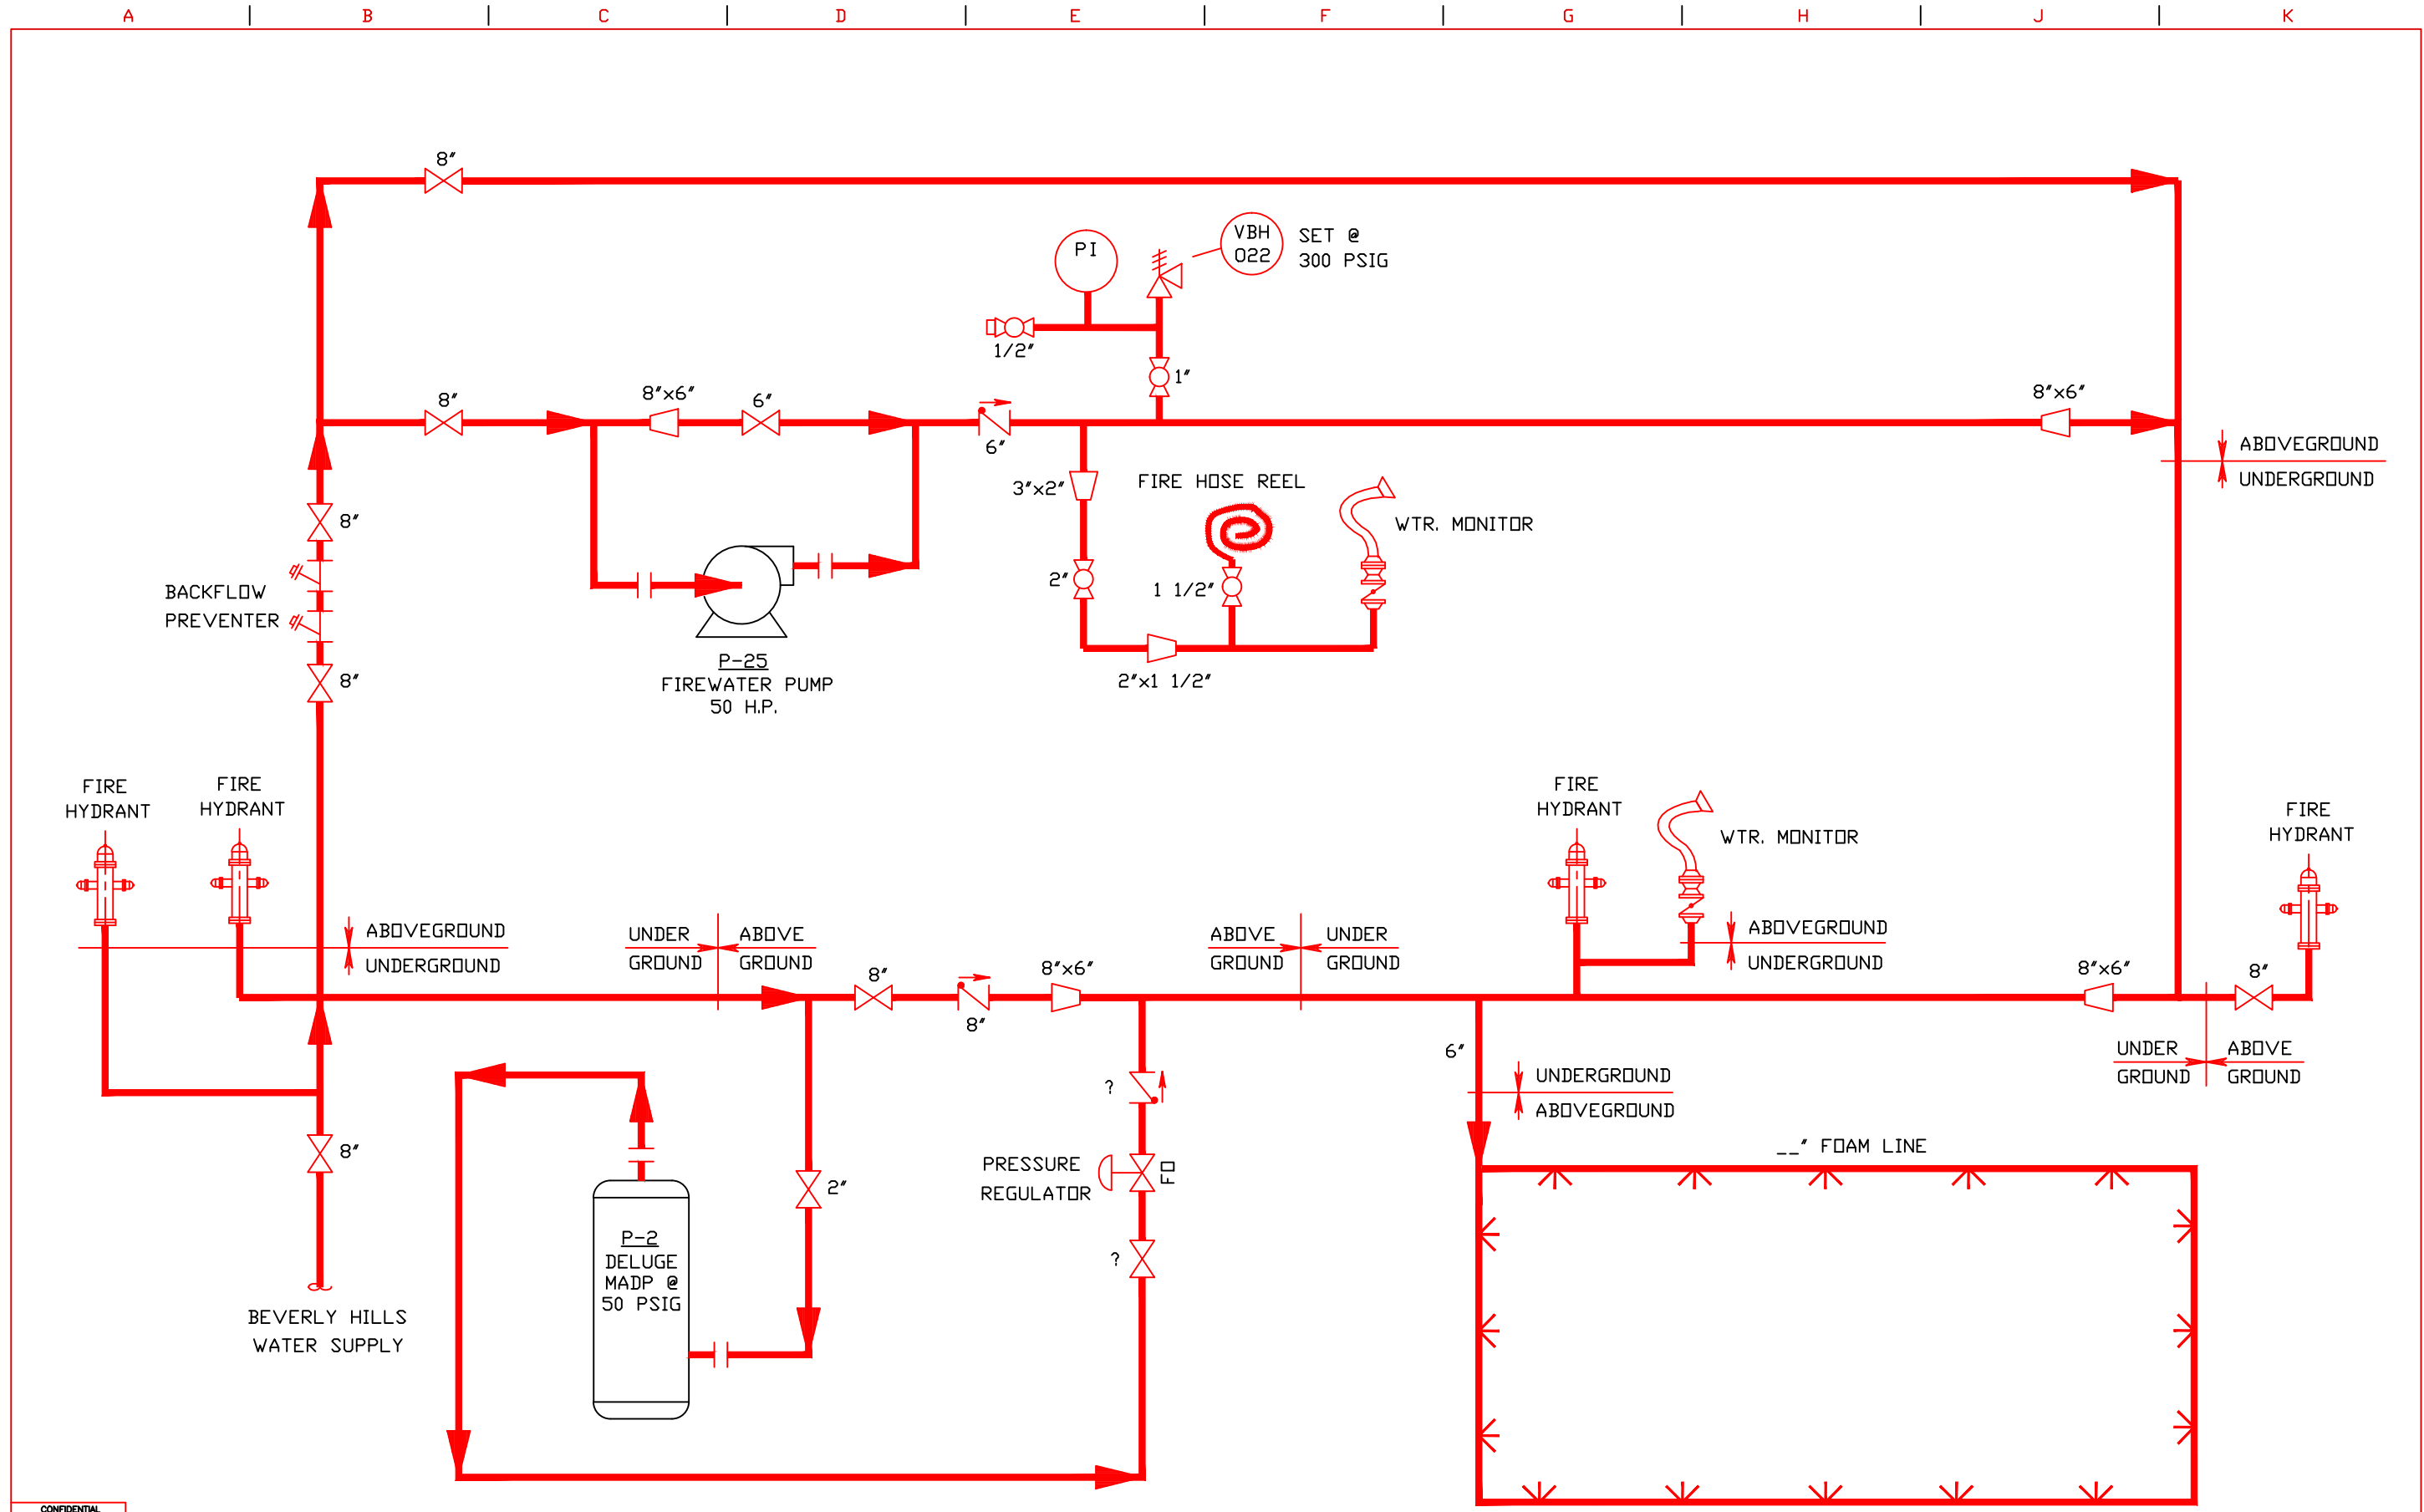 A B C D E F G H J K
8"
PI
VBH
022
SET @
300 PSIG
1/2"
1"
8"
8"x6"
6"
6"
8"x6"
ABOVEGROUND
UNDERGROUND
3"x2"
FIRE HOSE REEL
WTR. MONITOR
8"
BACKFLOW
PREVENTER
2"
1 1/2"
8"
2"x1 1/2"
P-25
FIREWATER PUMP
50 H.P.
FIRE
HYDRANT
FIRE
HYDRANT
FIRE
HYDRANT
WTR. MONITOR
FIRE
HYDRANT
ABOVEGROUND
UNDERGROUND
UNDER
GROUND
ABOVE
GROUND
ABOVE
GROUND
UNDER
GROUND
ABOVEGROUND
UNDERGROUND
8"
8"
8"x6"
8"x6"
8"
6"
UNDER
GROUND
ABOVE
GROUND
UNDERGROUND
ABOVEGROUND
?
8"
PRESSURE
REGULATOR
FO
__" FOAM LINE
2"
?
P-2
DELUGE
MADP @
50 PSIG
BEVERLY HILLS
WATER SUPPLY
CONFIDENTIAL